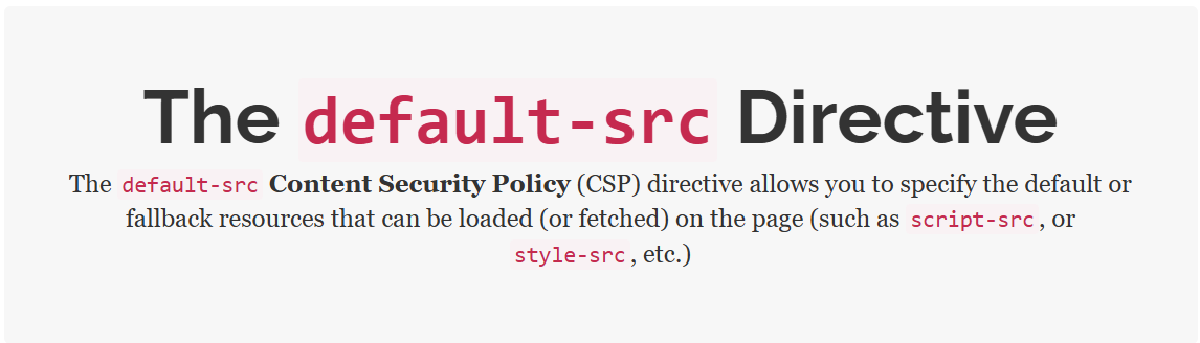 The default-src Directive
The default-src Content Security Policy (CSP) directive allows you to specify the default or
fallback resources that can be loaded (or fetched) on the page (such as script-src, or
style-src, etc.)